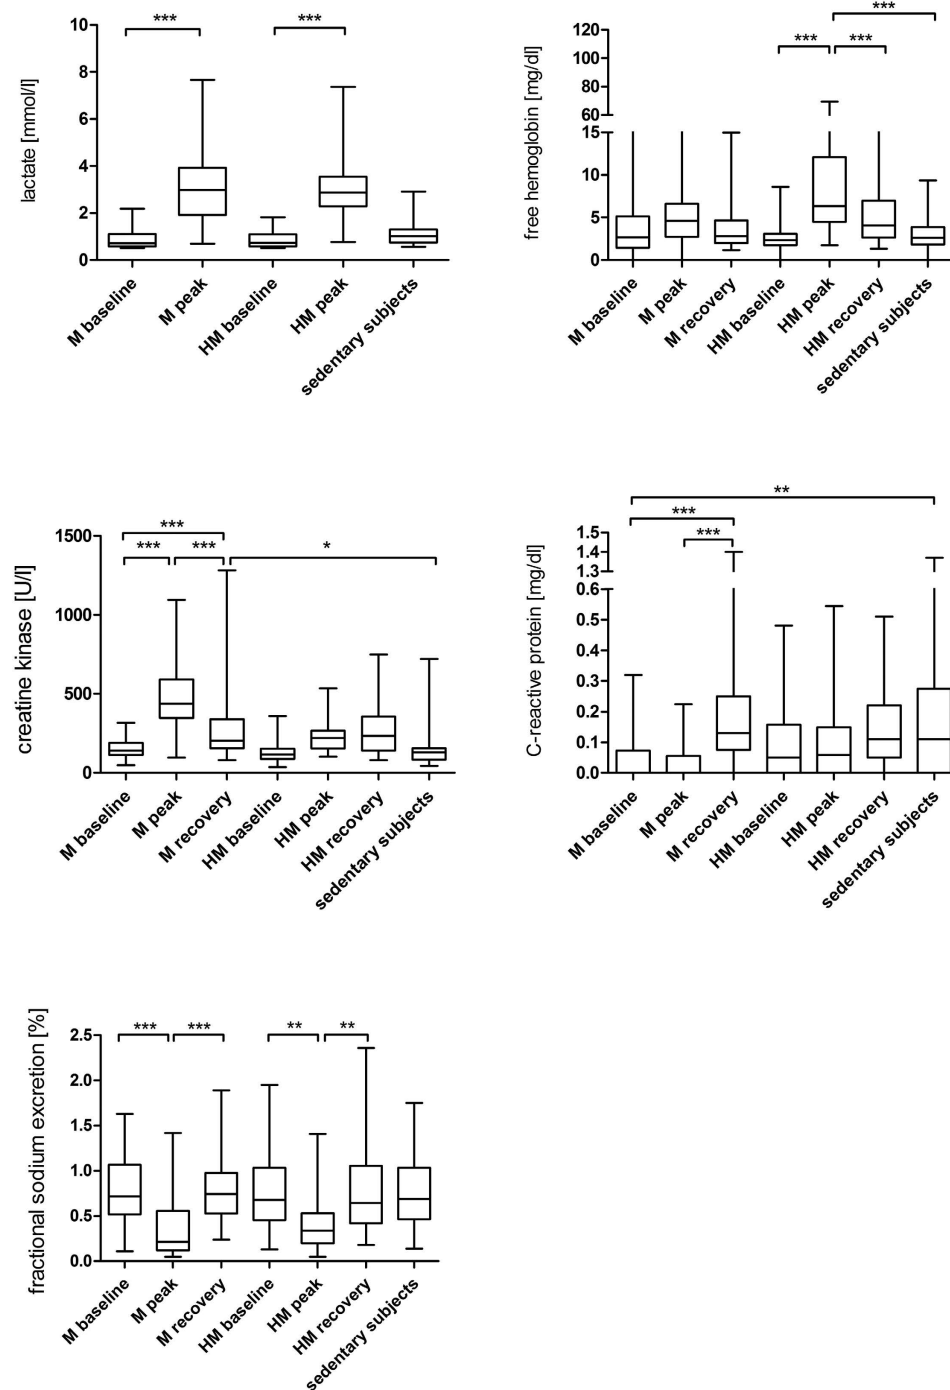 ***
***
lactate [mmol/l]
10
8
6
4
2
0
M baseline
M peak
HM baseline
HM peak
sedentary subjects
***
***
***
free hemoglobin [mg/dl]
120
100
80
60
15
10
5
0
M baseline
M peak
M recovery
HM baseline
HM peak
HM recovery
sedentary subjects
***
***
***
*
creatine kinase [U/l]
1500
1000
500
0
M baseline
M peak
M recovery
HM baseline
HM peak
HM recovery
sedentary subjects
**
***
***
C-reactive protein [mg/dl]
1.5
1.4
1.3
0.6
0.5
0.4
0.3
0.2
0.1
0.0
M baseline
M peak
M recovery
HM baseline
HM peak
HM recovery
sedentary subjects
***
***
**
**
fractional sodium excretion [%]
2.5
2.0
1.5
1.0
0.5
0.0
M baseline
M peak
M recovery
HM baseline
HM peak
HM recovery
sedentary subjects